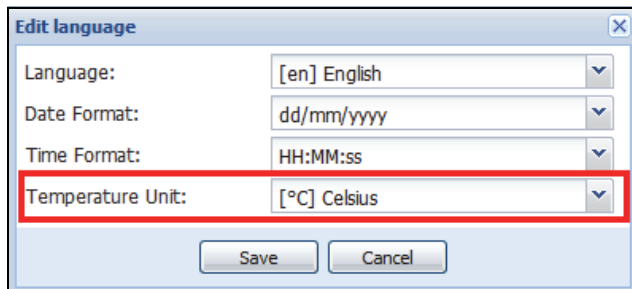 Edit language
Language: [en] English
Date Format: dd/mm/yyyy
Time Format: HH:MM:ss
Temperature Unit: [°C] Celsius
Save Cancel